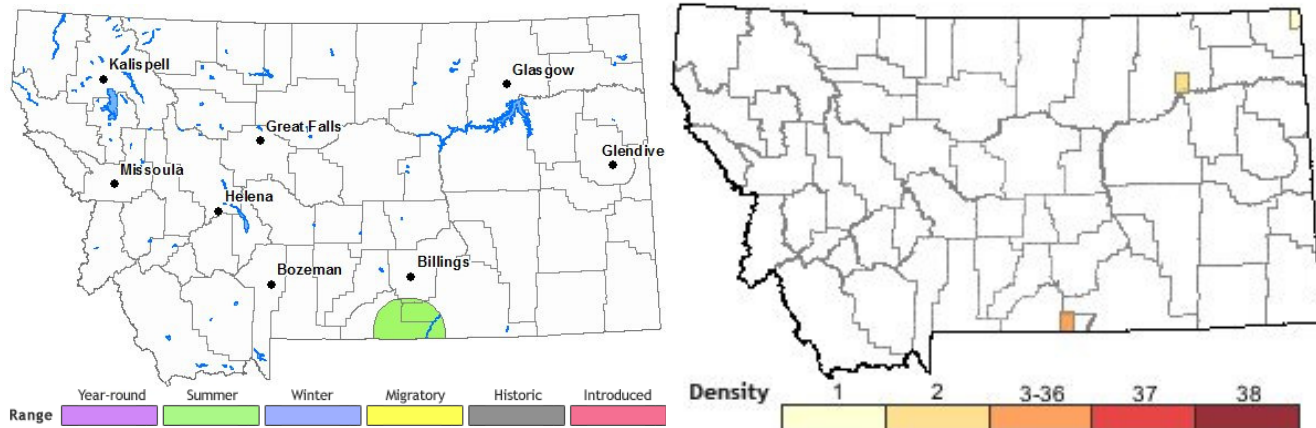 Kalispell
Glasgow
Great Falls
Glendive
Missoula
Helena
Bozeman
Billings
Year-round Summer Winter Migratory Historic Introduced
Range
Density 1 2 3-36 37 38